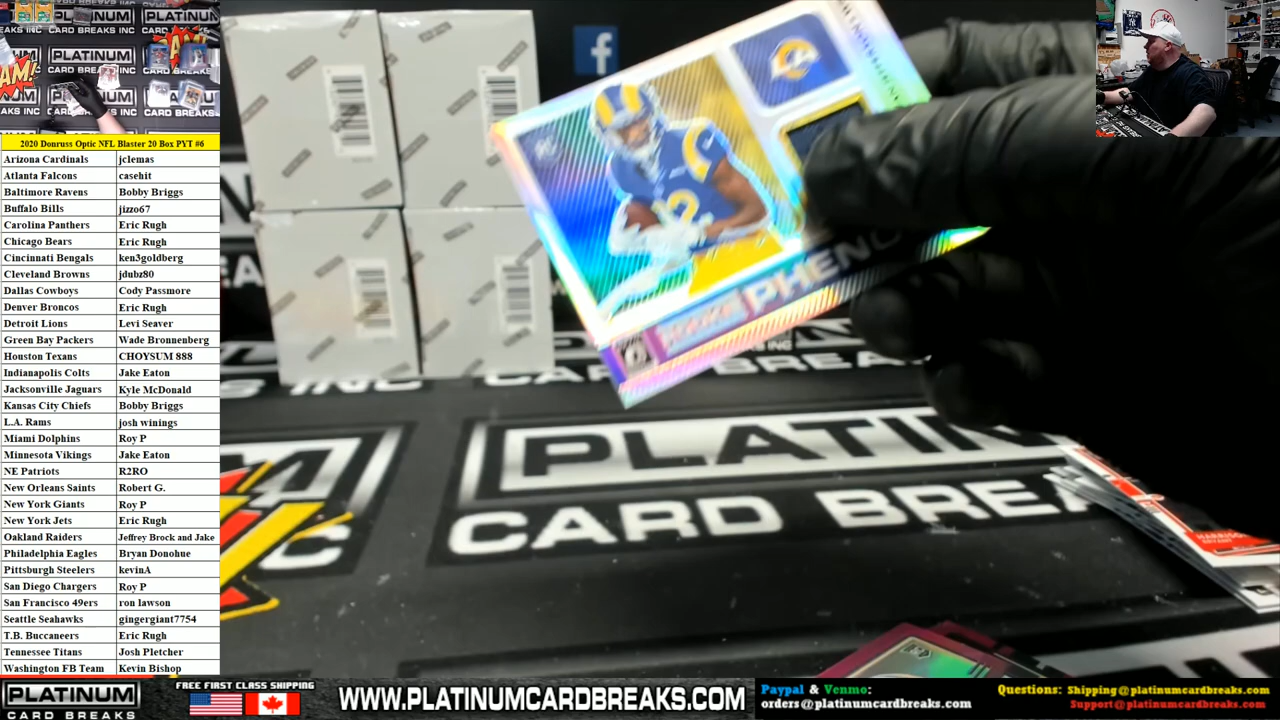 2020 Donruss Optic NFL Blaster 20 Box PYT #6
Arizona Cardinals jclemas
Atlanta Falcons casehit
Baltimore Ravens Bobby Briggs
Buffalo Bills jizzo67
Carolina Panthers Eric Rugh
Chicago Bears Eric Rugh
Cincinnati Bengals ken3goldberg
Cleveland Browns jdubz80
Dallas Cowboys Cody Passmore
Denver Broncos Eric Rugh
Detroit Lions Levi Seaver
Green Bay Packers Wade Bronnenberg
Houston Texans CHOYSUM 888
Indianapolis Colts Jake Eaton
Jacksonville Jaguars Kyle McDonald
Kansas City Chiefs Bobby Briggs
L.A. Rams josh winings
Miami Dolphins Roy P
Minnesota Vikings Jake Eaton
NE Patriots R2RO
New Orleans Saints Robert G.
New York Giants Roy P
New York Jets Eric Rugh
Oakland Raiders Jeffrey Brock and Jake
Philadelphia Eagles Bryan Donohue
Pittsburgh Steelers kevinA
San Diego Chargers Roy P
San Francisco 49ers ron lawson
Seattle Seahawks gingergiant7754
T.B. Buccaneers Eric Rugh
Tennessee Titans Josh Pletcher
Washington FB Team Kevin Bishop
ROOKIE PHENO
PLATIN
CARD BREA
PLATINUM
CARD BREAKS
FREE FIRST CLASS SHIPPING
WWW.PLATINUMCARDBREAKS.COM
Paypal & Venmo:
orders@platinumcardbreaks.com
Questions: Shipping@platinumcardbreaks.com
Support@platinumcardbreaks.com